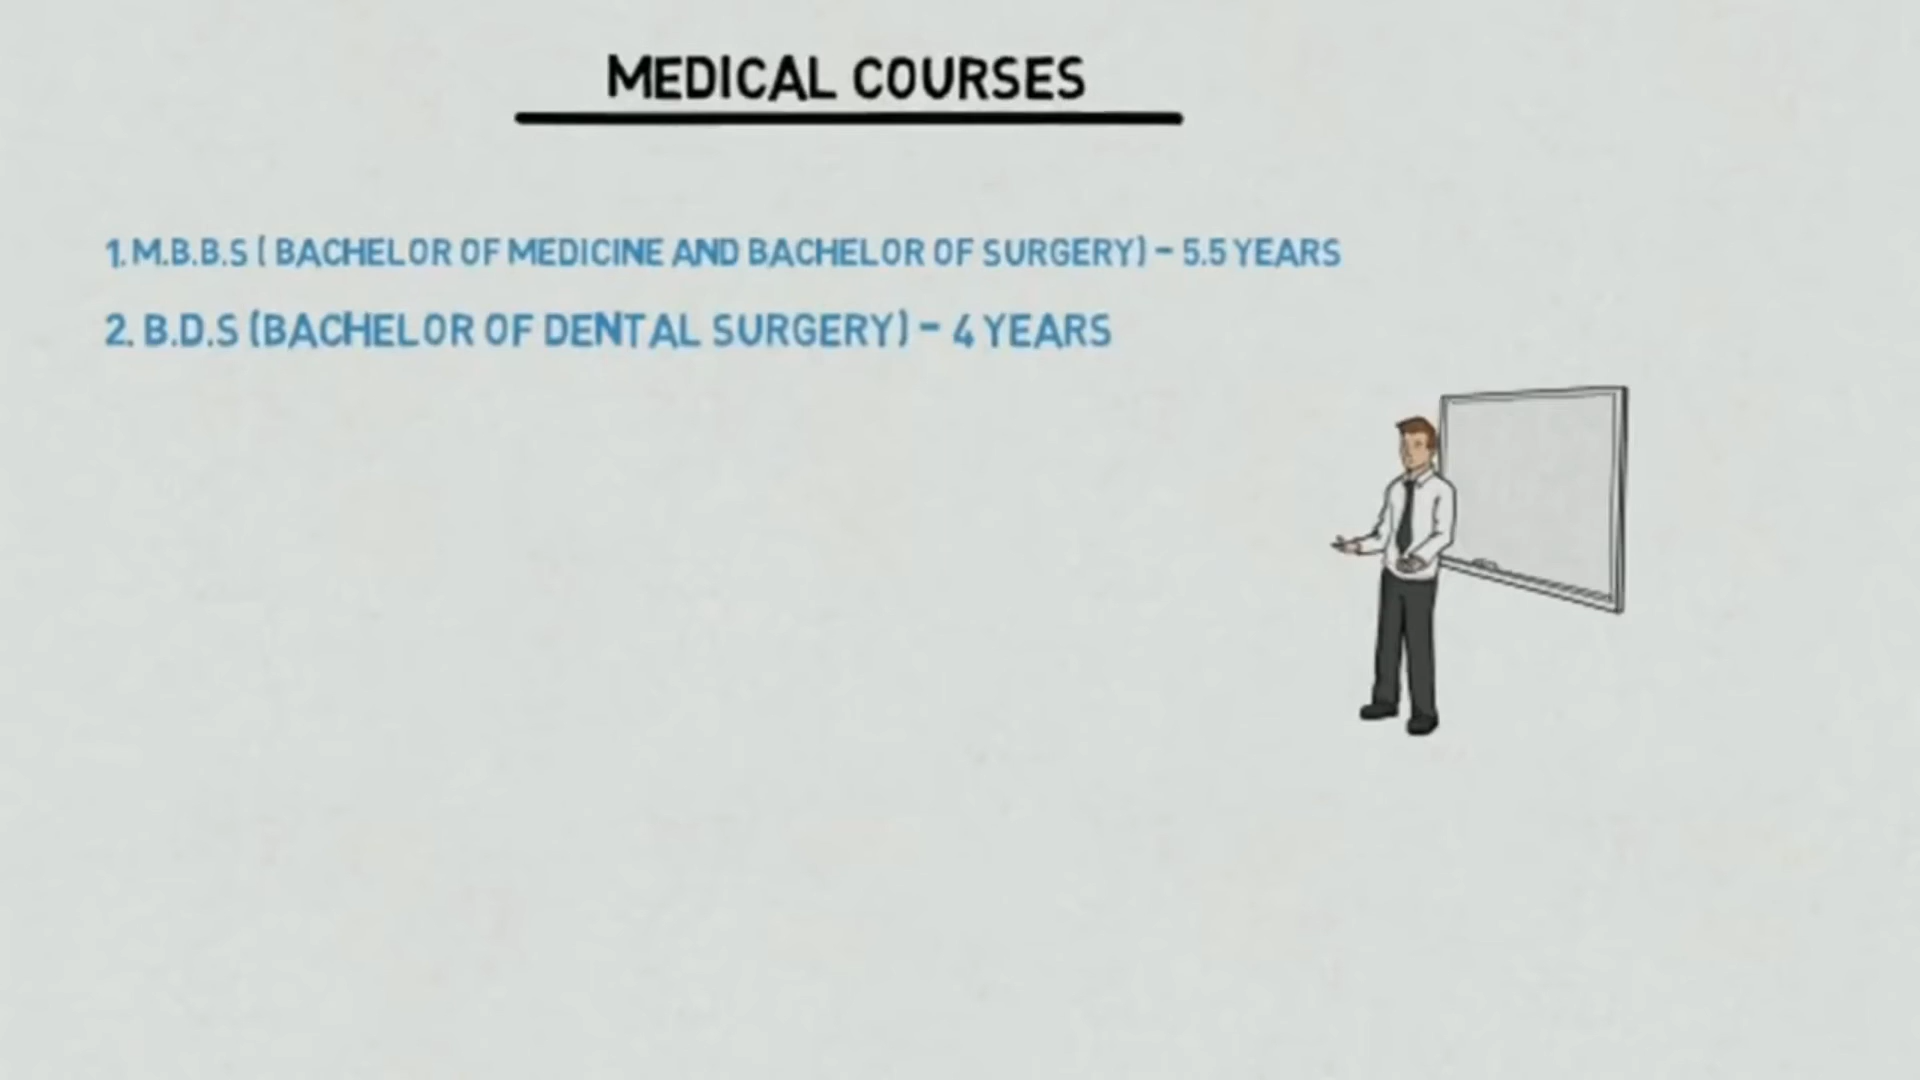 MEDICAL COURSES
1. M.B.B.S ( BACHELOR OF MEDICINE AND BACHELOR OF SURGERY) - 5.5 YEARS
2. B.D.S (BACHELOR OF DENTAL SURGERY) - 4 YEARS